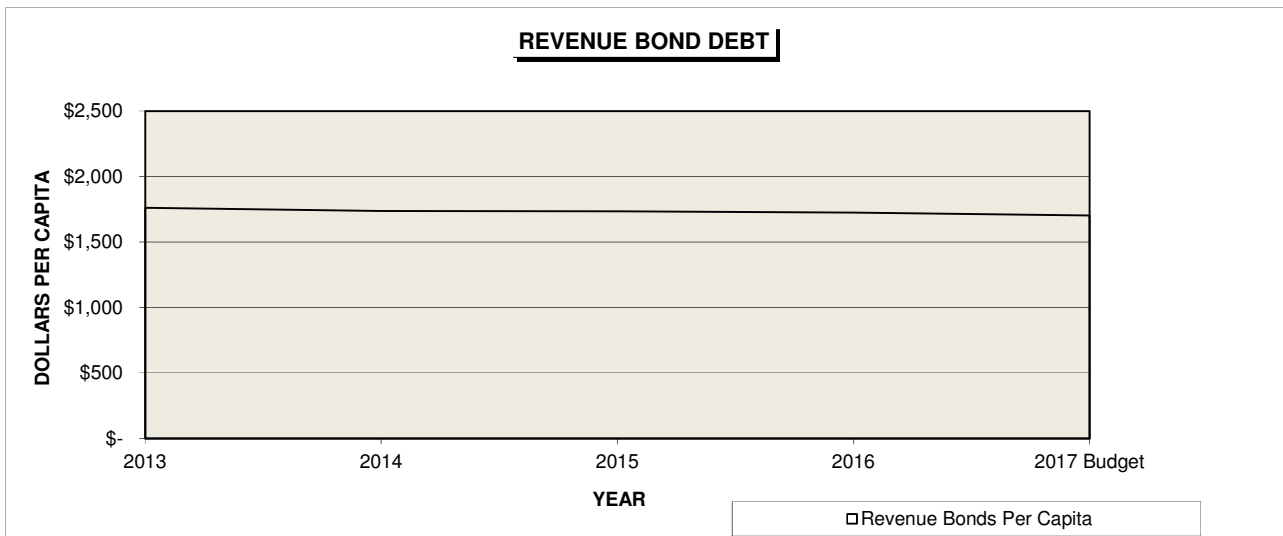 REVENUE BOND DEBT
$2,500
$2,000
$1,500
$1,000
$500
$-
DOLLARS PER CAPITA
2013 2014 2015 2016 2017 Budget
YEAR
Revenue Bonds Per Capita